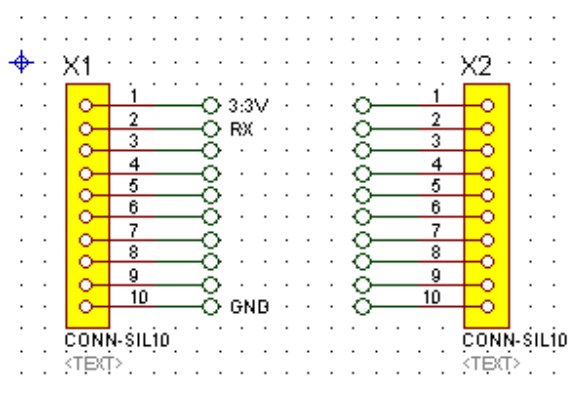 X1 X2
1 3.3V 1
2 RX 2
3 3
4 4
5 5
6 6
7 7
8 8
9 9
10 GND 10
CONN-SIL10 CONN-SIL10
<TEXT> <TEXT>